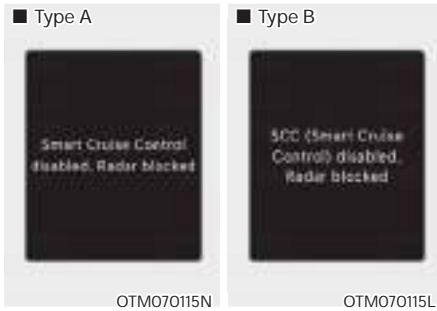 ■ Type A
Smart Cruise Control
disabled. Radar blocked
OTM070115N
■ Type B
SCC (Smart Cruise
Control) disabled.
Radar blocked
OTM070115L